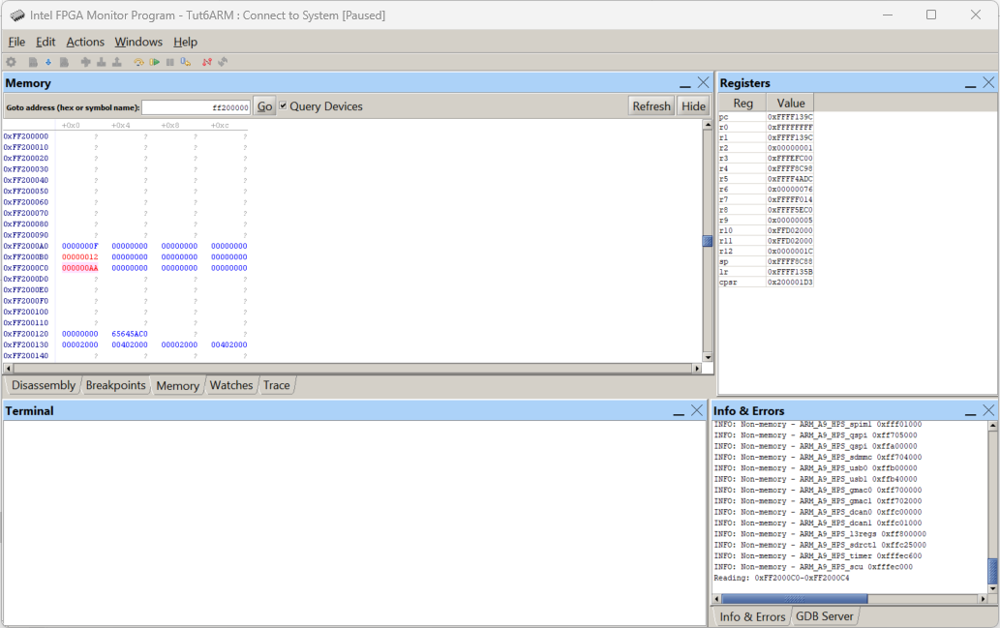 Intel FPGA Monitor Program - Tut6ARM : Connect to System [Paused]
File Edit Actions Windows Help
Memory
Goto address (hex or symbol name): ff200000 Go Query Devices Refresh Hide
+0x0 +0x4 +0x8 +0xc
0xFF200000 ? ? ? ?
0xFF200010 ? ? ? ?
0xFF200020 ? ? ? ?
0xFF200030 ? ? ? ?
0xFF200040 ? ? ? ?
0xFF200050 ? ? ? ?
0xFF200060 ? ? ? ?
0xFF200070 ? ? ? ?
0xFF200080 ? ? ? ?
0xFF200090 ? ? ? ?
0xFF2000A0 0000000F 00000000 00000000 00000000
0xFF2000B0 00000012 00000000 00000000 00000000
0xFF2000C0 000000AA 00000000 00000000 00000000
0xFF2000D0 ? ? ? ?
0xFF2000E0 ? ? ? ?
0xFF2000F0 ? ? ? ?
0xFF200100 ? ? ? ?
0xFF200110 ? ? ? ?
0xFF200120 00000000 65645AC0 ? ?
0xFF200130 00002000 00402000 00002000 00402000
0xFF200140 ? ? ? ?
Disassembly Breakpoints Memory Watches Trace
Registers
Reg Value
pc 0xFFFF139C
r0 0xFFFFFFFF
r1 0xFFFF139C
r2 0x00000001
r3 0xFFFEFC00
r4 0xFFFF8C98
r5 0xFFFF4ADC
r6 0x00000076
r7 0xFFFFF014
r8 0xFFFF5EC0
r9 0x00000005
r10 0xFFD02000
r11 0xFFD02000
r12 0x0000001C
sp 0xFFFF8C88
lr 0xFFFF135B
cpsr 0x200001D3
Terminal
Info & Errors
INFO: Non-memory - ARM_A9_HPS_spim1 0xfff01000
INFO: Non-memory - ARM_A9_HPS_qspi 0xff705000
INFO: Non-memory - ARM_A9_HPS_qspi 0xffa00000
INFO: Non-memory - ARM_A9_HPS_sdmmc 0xff704000
INFO: Non-memory - ARM_A9_HPS_usb0 0xffb00000
INFO: Non-memory - ARM_A9_HPS_usb1 0xffb40000
INFO: Non-memory - ARM_A9_HPS_gmac0 0xff700000
INFO: Non-memory - ARM_A9_HPS_gmac1 0xff702000
INFO: Non-memory - ARM_A9_HPS_dcan0 0xffc00000
INFO: Non-memory - ARM_A9_HPS_dcan1 0xffc01000
INFO: Non-memory - ARM_A9_HPS_l3regs 0xff800000
INFO: Non-memory - ARM_A9_HPS_sdrctl 0xffc25000
INFO: Non-memory - ARM_A9_HPS_timer 0xfffec600
INFO: Non-memory - ARM_A9_HPS_scu 0xfffec000
Reading: 0xFF2000C0-0xFF2000C4
Info & Errors GDB Server